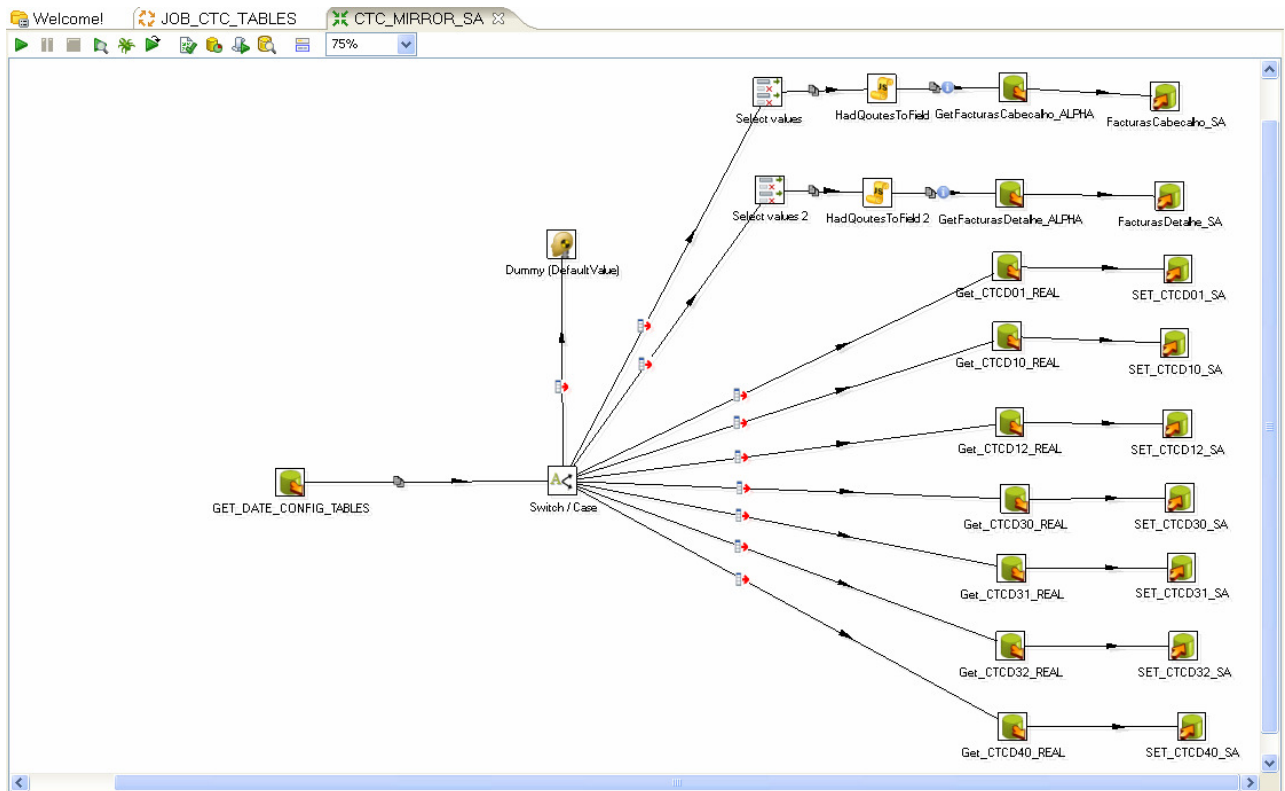 Welcome!
JOB_CTC_TABLES
CTC_MIRROR_SA
75%
Select values
HadQoutesToField
GetFacturasCabecalho_ALPHA
FacturasCabecalho_SA
Select values 2
HadQoutesToField 2
GetFacturasDetalhe_ALPHA
FacturasDetalhe_SA
Dummy (DefaultValue)
Get_CTCD01_REAL
SET_CTCD01_SA
Get_CTCD10_REAL
SET_CTCD10_SA
Get_CTCD12_REAL
SET_CTCD12_SA
GET_DATE_CONFIG_TABLES
Switch / Case
Get_CTCD30_REAL
SET_CTCD30_SA
Get_CTCD31_REAL
SET_CTCD31_SA
Get_CTCD32_REAL
SET_CTCD32_SA
Get_CTCD40_REAL
SET_CTCD40_SA